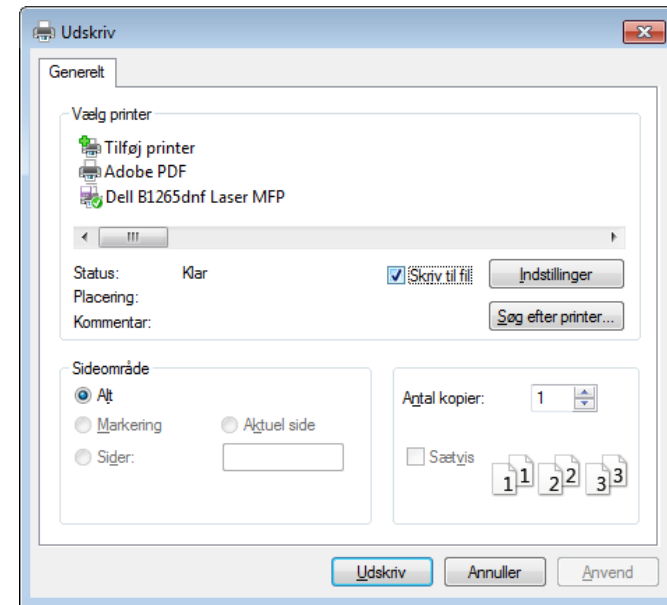 Udskriv
Generelt
Vælg printer
Tilføj printer
Adobe PDF
Dell B1265dnf Laser MFP
Status: Klar
Skriv til fil
Indstillinger
Placering:
Kommentar:
Søg efter printer...
Sideområde
Alt
Markering
Aktuel side
Sider:
Antal kopier: 1
Sætvis
1 1 2 2 3 3
Udskriv Annuller Anvend